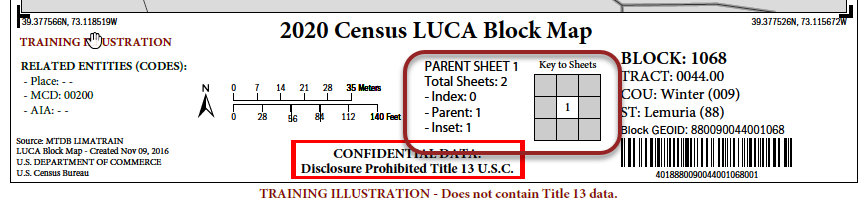 39.377566N, 73.118519W
39.377526N, 73.115672W
2020 Census LUCA Block Map
TRAINING ILLUSTRATION
RELATED ENTITIES (CODES):
- Place: - -
- MCD: 00200
- AIA: - -
Source: MTDB LIMATRAIN
LUCA Block Map - Created Nov 09, 2016
U.S. DEPARTMENT OF COMMERCE
U.S. Census Bureau
N
0 7 14 21 28 35 Meters
0 28 56 84 112 140 Feet
PARENT SHEET 1
Total Sheets: 2
- Index: 0
- Parent: 1
- Inset: 1
Key to Sheets
1
CONFIDENTIAL DATA:
Disclosure Prohibited Title 13 U.S.C.
BLOCK: 1068
TRACT: 0044.00
COU: Winter (009)
ST: Lemuria (88)
Block GEOID: 880090044001068
4018880090044001068001
TRAINING ILLUSTRATION - Does not contain Title 13 data.